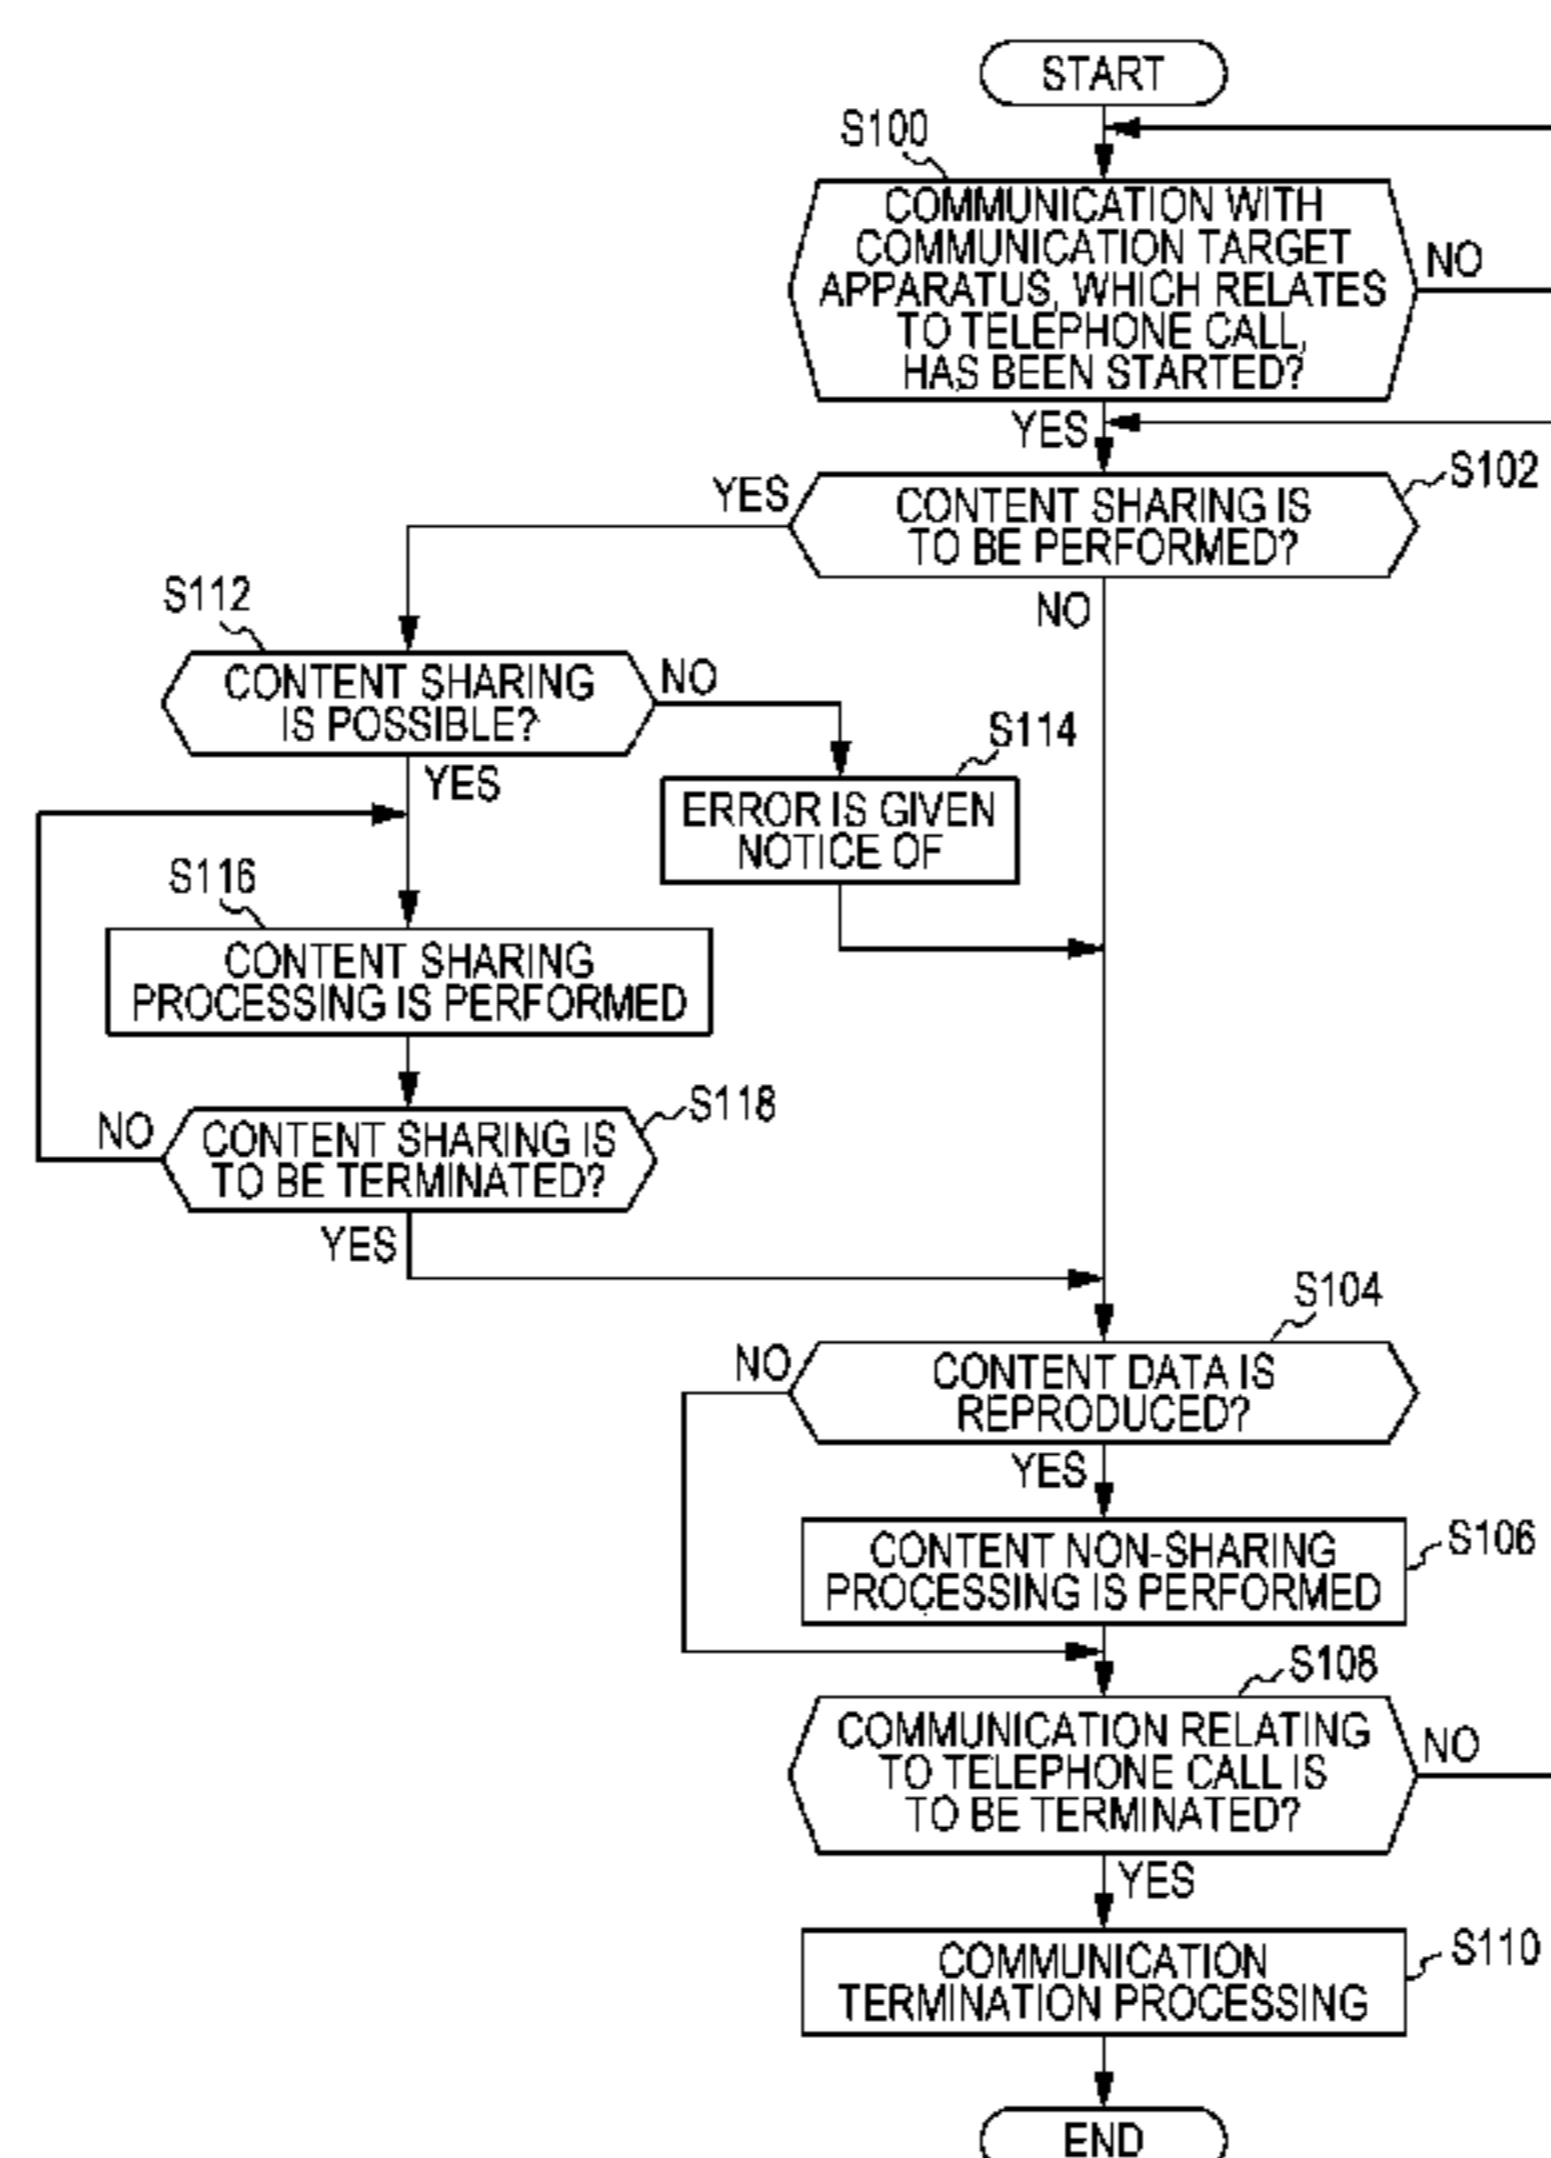 START
S100
COMMUNICATION WITH
COMMUNICATION TARGET
APPARATUS, WHICH RELATES
TO TELEPHONE CALL,
HAS BEEN STARTED?
NO
YES
S102
YES
CONTENT SHARING IS
TO BE PERFORMED?
NO
S112
CONTENT SHARING
IS POSSIBLE?
NO
YES
S114
ERROR IS GIVEN
NOTICE OF
S116
CONTENT SHARING
PROCESSING IS PERFORMED
S118
NO
CONTENT SHARING IS
TO BE TERMINATED?
YES
S104
NO
CONTENT DATA IS
REPRODUCED?
YES
S106
CONTENT NON-SHARING
PROCESSING IS PERFORMED
S108
COMMUNICATION RELATING
TO TELEPHONE CALL IS
TO BE TERMINATED?
NO
YES
S110
COMMUNICATION
TERMINATION PROCESSING
END